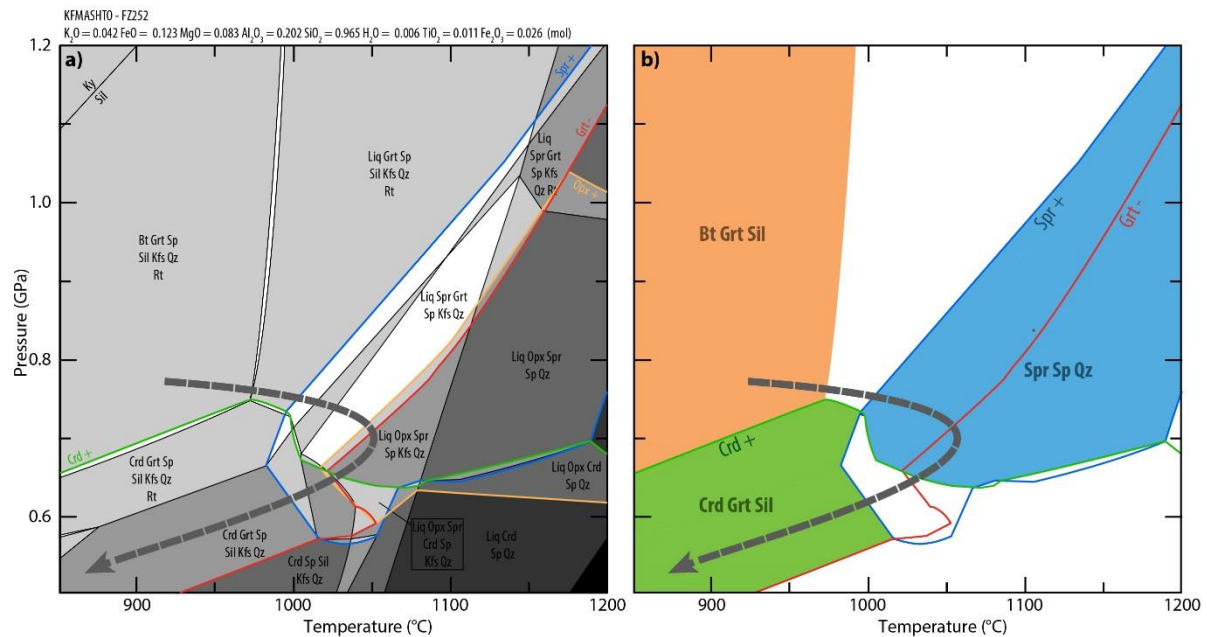 KFMASHTO - FZ252
K₂O = 0.042 FeO = 0.123 MgO = 0.083 Al₂O₃ = 0.202 SiO₂ = 0.965 H₂O = 0.006 TiO₂ = 0.011 Fe₂O₃ = 0.026 (mol)
a)
Ky
Sil
Spr +
Grt -
Opx +
Liq Grt Sp
Sil Kfs Qz
Rt
Liq
Spr Grt
Sp Kfs
Qz Rt
Bt Grt Sp
Sil Kfs Qz
Rt
Liq Spr Grt
Sp Kfs Qz
Liq Opx Spr
Sp Qz
Crd +
Crd Grt Sp
Sil Kfs Qz
Rt
Liq Opx Spr
Sp Kfs Qz
Liq Opx Crd
Sp Qz
Crd Grt Sp
Sil Kfs Qz
Crd Sp Sil
Kfs Qz
Liq Opx Spr
Crd Sp
Kfs Qz
Liq Crd
Sp Qz
Pressure (GPa)
1.2
1.0
0.8
0.6
900
1000
1100
1200
Temperature (°C)
b)
Bt Grt Sil
Spr +
Grt -
Spr Sp Qz
Crd +
Crd Grt Sil
900
1000
1100
1200
Temperature (°C)